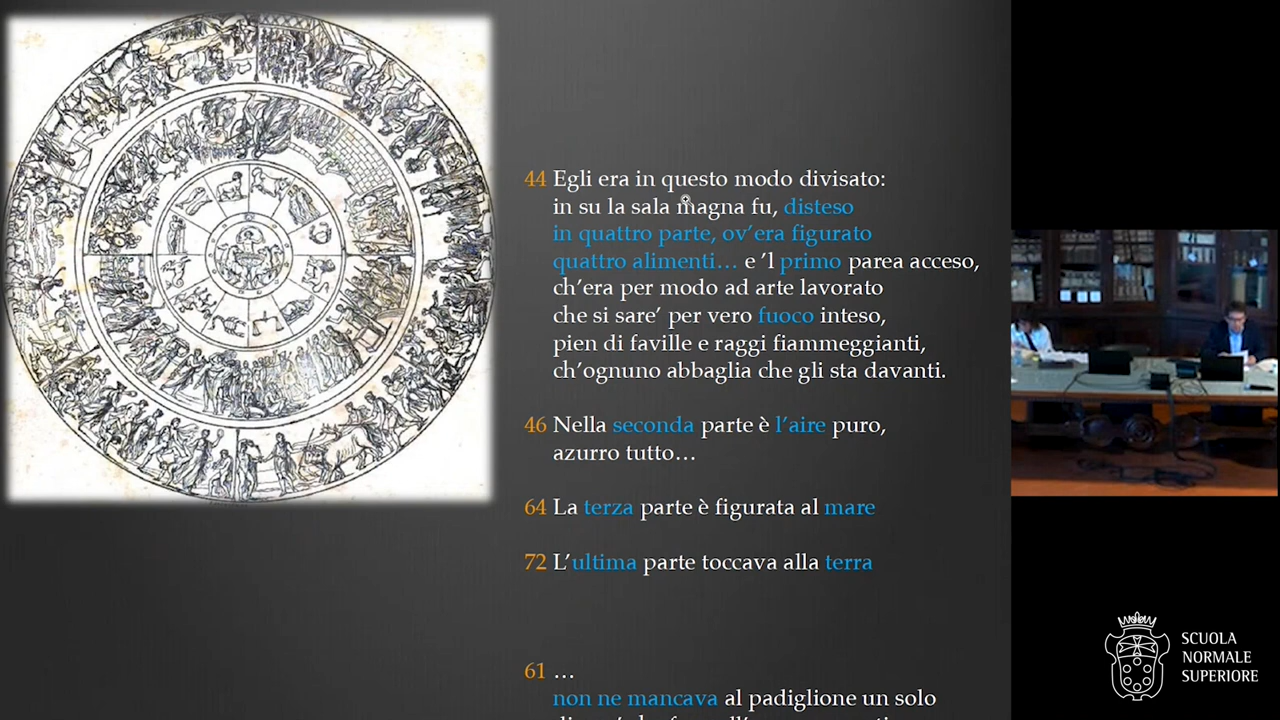 44 Egli era in questo modo divisato:
in su la sala magna fu, disteso
in quattro parte, ov’era figurato
quattro alimenti… e ’l primo parea acceso,
ch’era per modo ad arte lavorato
che si sare’ per vero fuoco inteso,
pien di faville e raggi fiammeggianti,
ch’ognuno abbaglia che gli sta davanti.
46 Nella seconda parte è l’aire puro,
azurro tutto…
64 La terza parte è figurata al mare
72 L’ultima parte toccava alla terra
61 …
non ne mancava al padiglione un solo
SCUOLA
NORMALE
SUPERIORE